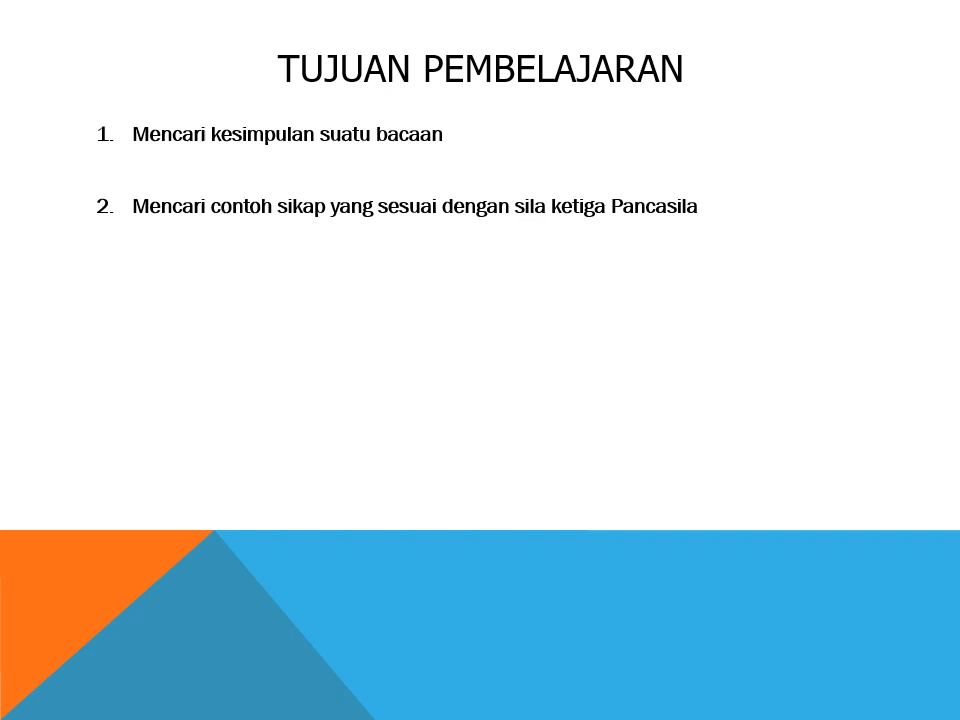 TUJUAN PEMBELAJARAN
1. Mencari kesimpulan suatu bacaan
2. Mencari contoh sikap yang sesuai dengan sila ketiga Pancasila